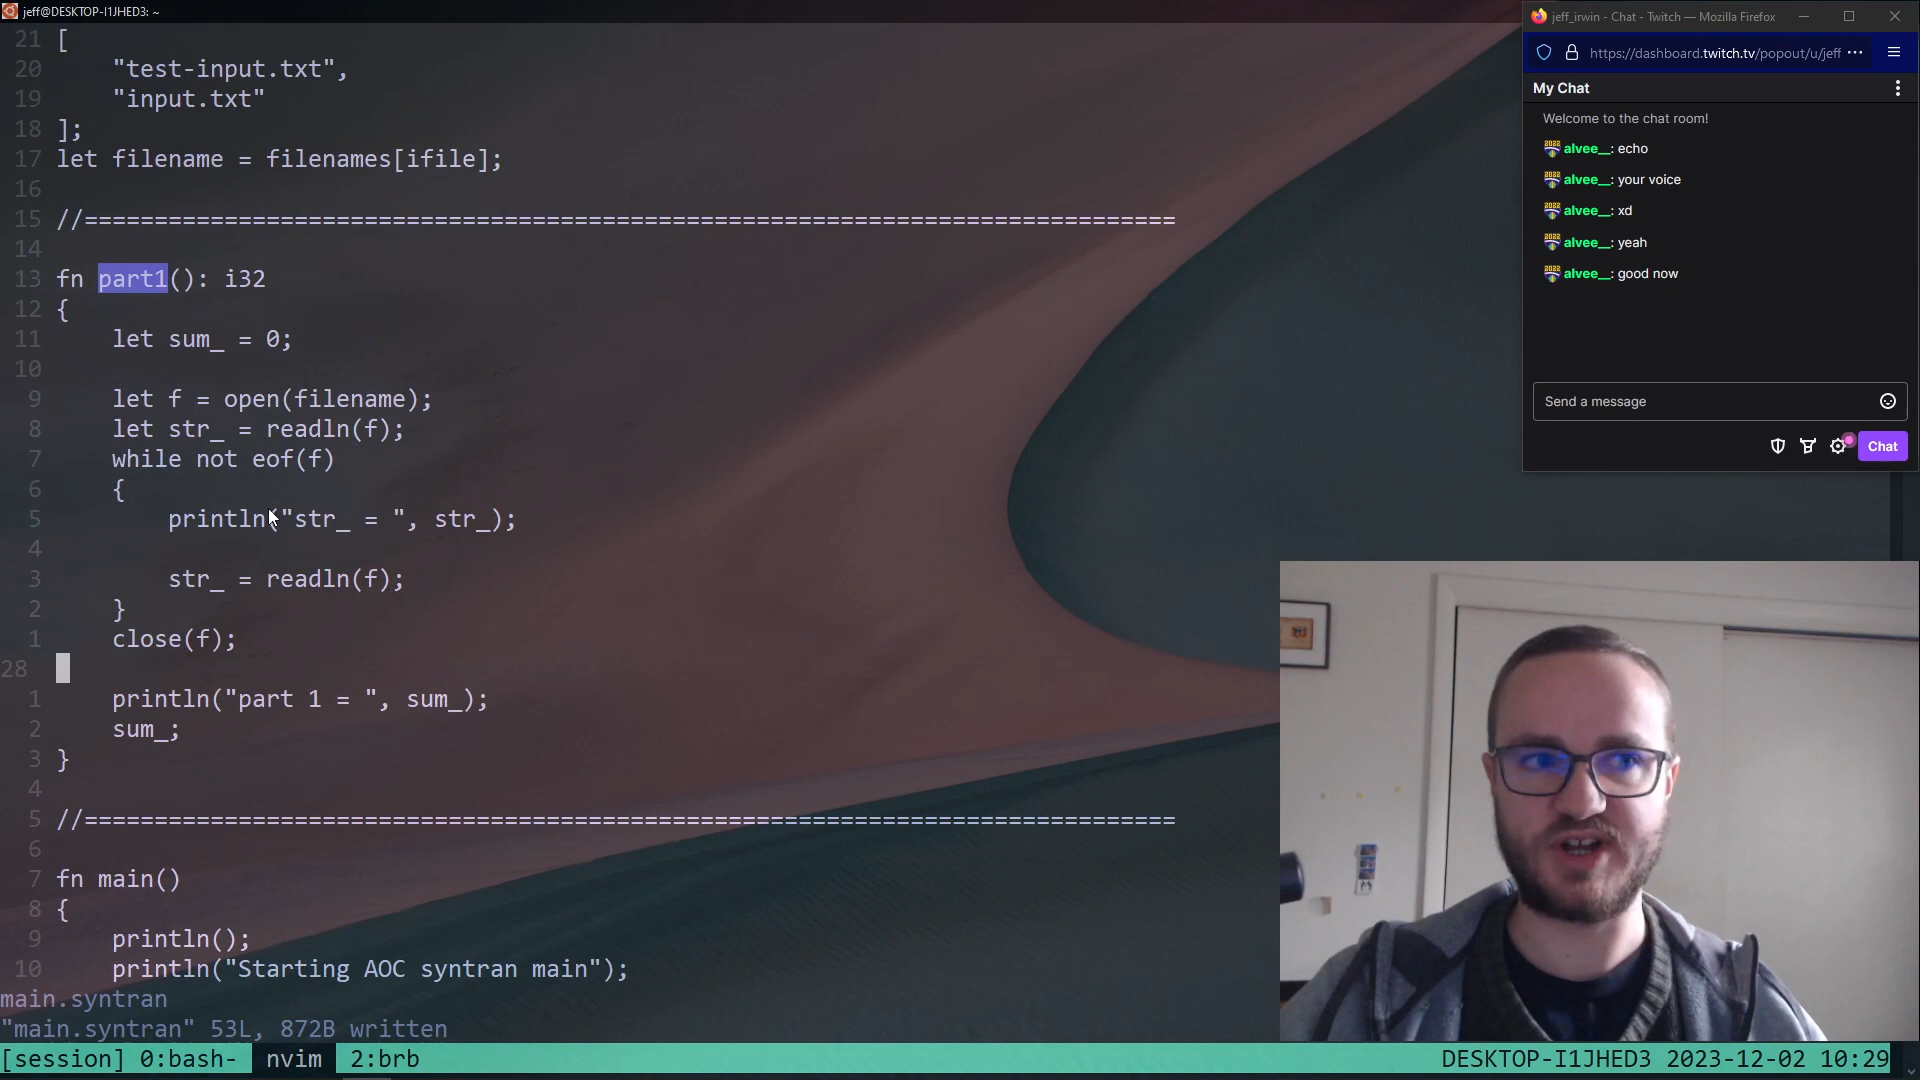 jeff@DESKTOP-I1JHED3: ~
21 [
20     "test-input.txt",
19     "input.txt"
18 ];
17 let filename = filenames[ifile];
16
15 //==============================================================================
14
13 fn part1(): i32
12 {
11     let sum_ = 0;
10
9     let f = open(filename);
8     let str_ = readln(f);
7     while not eof(f)
6     {
5         println("str_ = ", str_);
4
3         str_ = readln(f);
2     }
1     close(f);
28
1     println("part 1 = ", sum_);
2     sum_;
3 }
4
5 //==============================================================================
6
7 fn main()
8 {
9     println();
10     println("Starting AOC syntran main");
main.syntran
"main.syntran" 53L, 872B written
[session] 0:bash- nvim 2:brb DESKTOP-I1JHED3 2023-12-02 10:29
jeff_irwin - Chat - Twitch — Mozilla Firefox
https://dashboard.twitch.tv/popout/u/jeff
My Chat
Welcome to the chat room!
alvee__: echo
alvee__: your voice
alvee__: xd
alvee__: yeah
alvee__: good now
Send a message
Chat